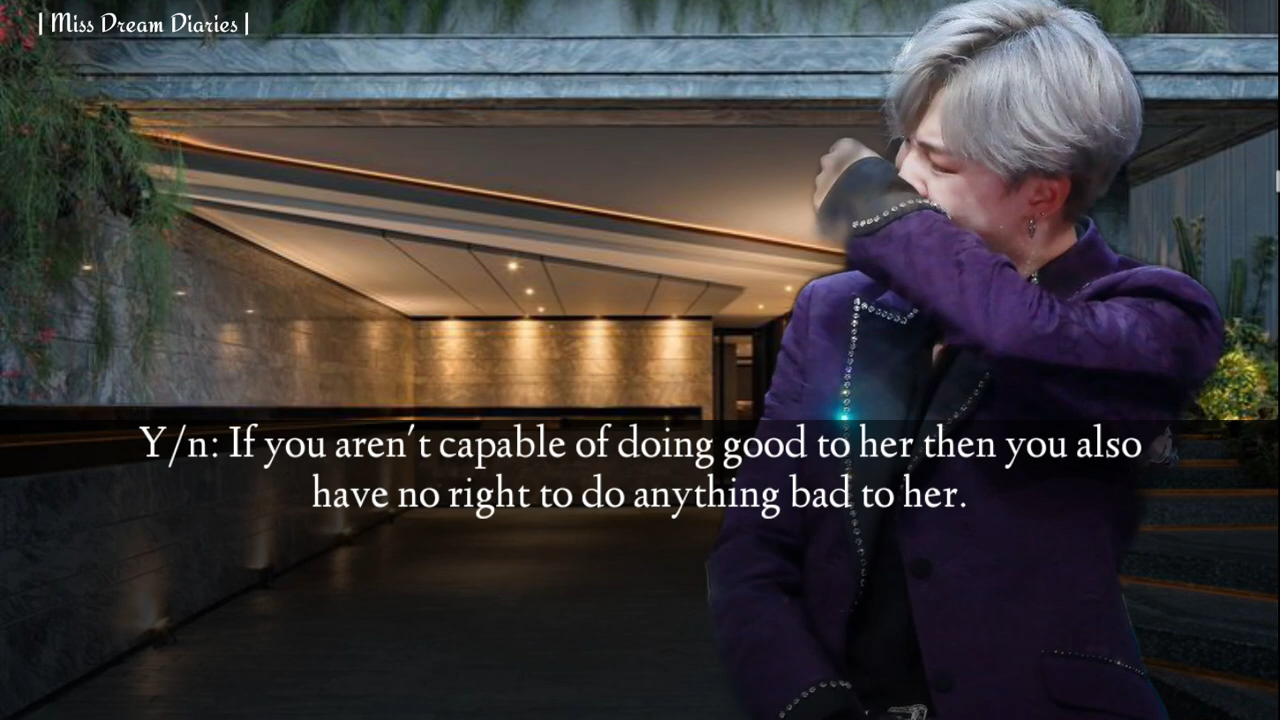 | Miss Dream Diaries |
Y/n: If you aren't capable of doing good to her then you also
have no right to do anything bad to her.